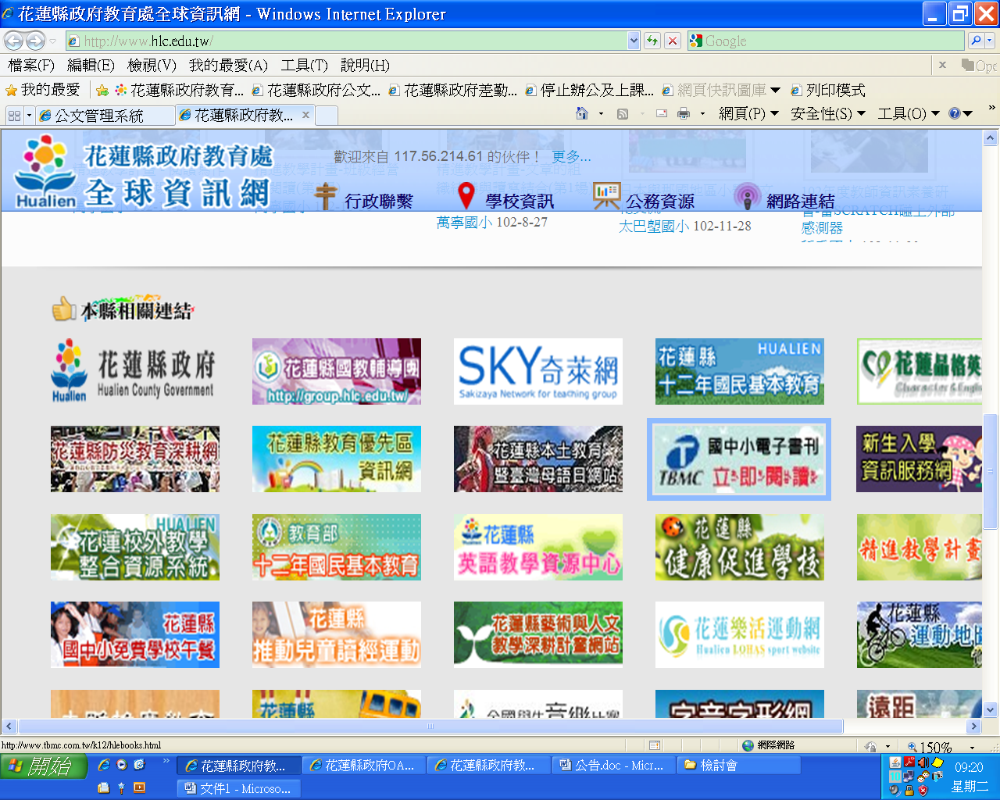 花蓮縣政府教育處全球資訊網 - Windows Internet Explorer
http://www.hlc.edu.tw/
Google
檔案(F) 編輯(E) 檢視(V) 我的最愛(A) 工具(T) 說明(H)
我的最愛 花蓮縣政府教育... 花蓮縣政府公文... 花蓮縣政府差勤... 停止辦公及上課... 網頁快訊圖庫 列印模式
公文管理系統 花蓮縣政府教... 網頁(P) 安全性(S) 工具(O)
花蓮縣政府教育處
全球資訊網
Hualien
歡迎來自 117.56.214.61 的伙伴！ 更多...
行政聯繫 學校資訊 公務資源 網路連結
萬寧國小 102-8-27
太巴塱國小 102-11-28
感測器
本縣相關連結
花蓮縣政府
Hualien County Government
Hualien
花蓮縣國教輔導團
http://group.hlc.edu.tw/
SKY奇萊網
Sakizaya Network for teaching group
花蓮縣 HUALIEN
十二年國民基本教育
花蓮品格英
花蓮縣防災教育深耕網
花蓮縣教育優先區
資訊網
花蓮縣本土教育
暨臺灣母語日網站
TBMC
國中小電子書刊
立即閱讀
新生入學
資訊服務網
HUALIEN
花蓮校外教學
整合資源系統
教育部
十二年國民基本教育
花蓮縣
英語教學資源中心
花蓮縣
健康促進學校
精進教學計畫
花蓮縣
國中小免費學校午餐
花蓮縣
推動兒童讀經運動
花蓮縣藝術與人文
教學深耕計畫網站
花蓮樂活運動網
Hualien LOHAS sport website
花蓮縣
運動地圖
花蓮縣
全國學生音樂比賽
字音字形網
遠距
http://www.tbmc.com.tw/k12/hlebooks.html
網際網路
150%
開始
花蓮縣政府教... 花蓮縣政府OA... 花蓮縣政府教... 公告.doc - Micr... 檢討會
文件1 - Microso...
09:20
星期二